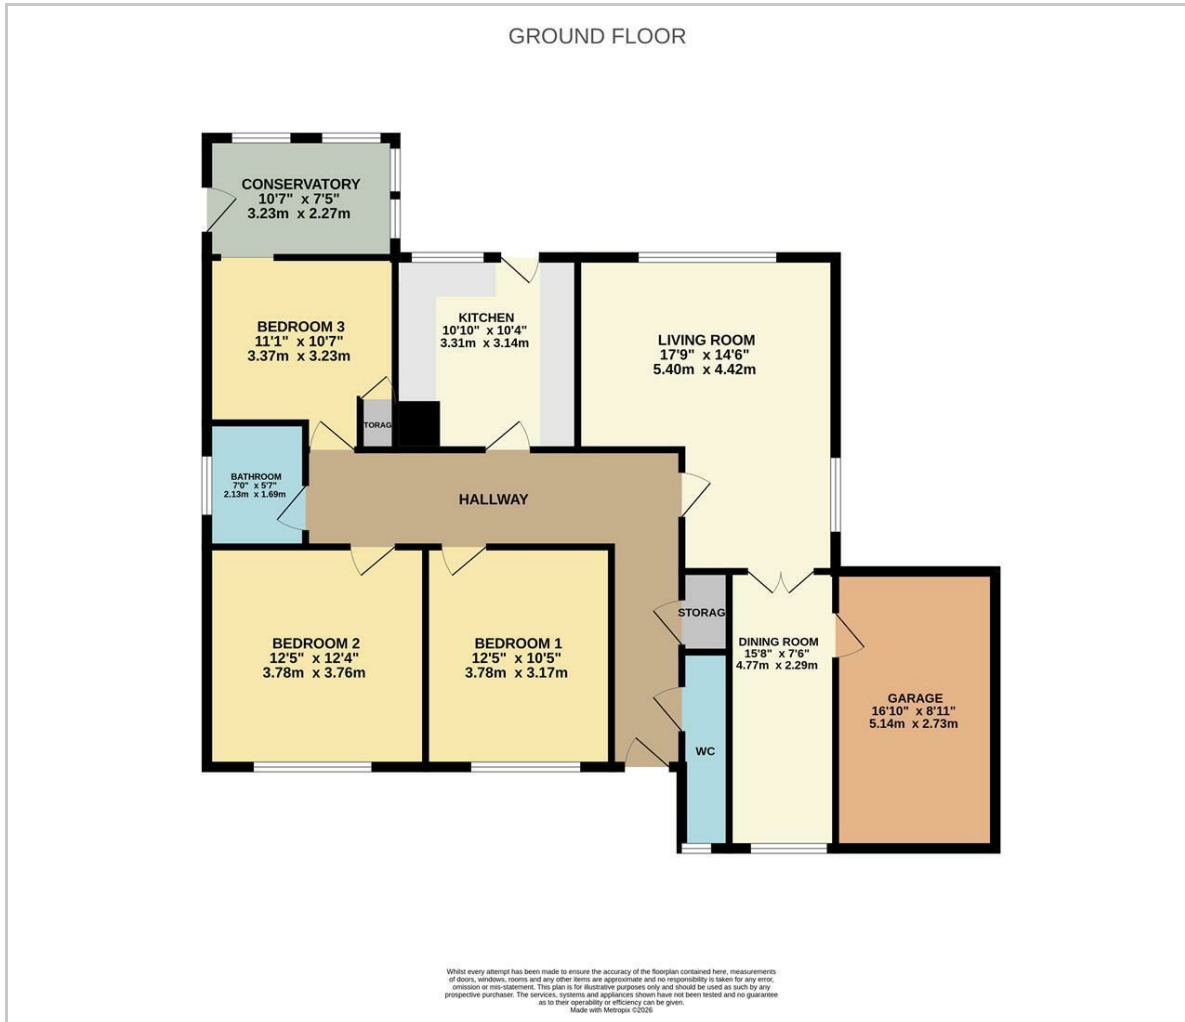 GROUND FLOOR
CONSERVATORY
10'7" x 7'5"
3.23m x 2.27m
BEDROOM 3
11'1" x 10'7"
3.37m x 3.23m
KITCHEN
10'10" x 10'4"
3.31m x 3.14m
LIVING ROOM
17'9" x 14'6"
5.40m x 4.42m
TORAG
BATHROOM
7'0" x 5'7"
2.13m x 1.69m
HALLWAY
BEDROOM 2
12'5" x 12'4"
3.78m x 3.76m
BEDROOM 1
12'5" x 10'5"
3.78m x 3.17m
STORAG
DINING ROOM
15'8" x 7'6"
4.77m x 2.29m
GARAGE
16'10" x 8'11"
5.14m x 2.73m
WC
Whilst every attempt has been made to ensure the accuracy of the floorplan contained here, measurements
of doors, windows, rooms and any other items are approximate and no responsibility is taken for any error,
omission or mis-statement. This plan is for illustrative purposes only and should be used as such by any
prospective purchaser. The services, systems and appliances shown have not been tested and no guarantee
as to their operability or efficiency can be given.
Made with Metropix ©2026